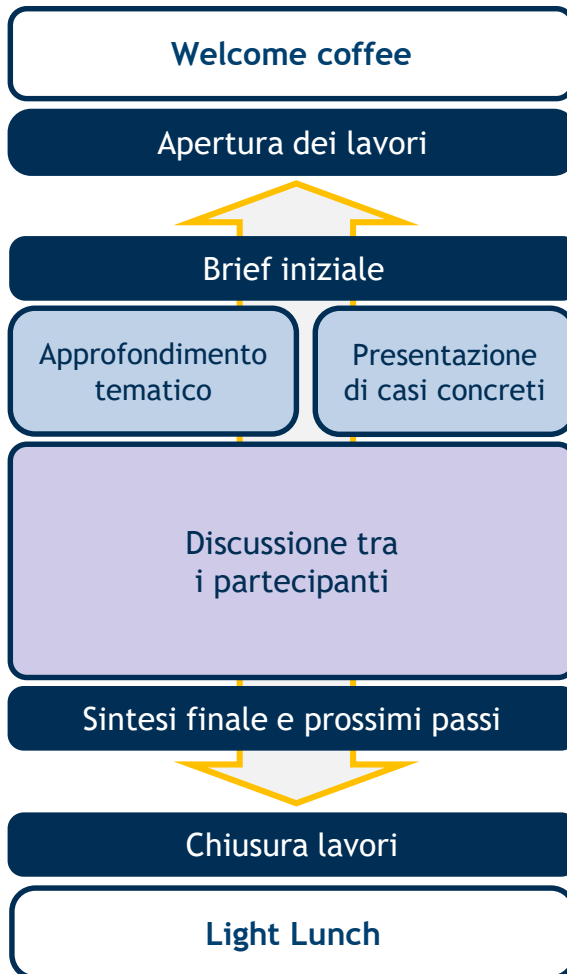 Welcome coffee
Apertura dei lavori
Brief iniziale
Approfondimento
tematico
Presentazione
di casi concreti
Discussione tra
i partecipanti
Sintesi finale e prossimi passi
Chiusura lavori
Light Lunch